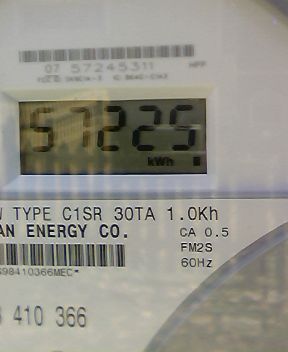 07 57245311
57225
kWh
TYPE C1SR 30TA 1.0Kh
AN ENERGY CO.
CA 0.5
FM2S
60Hz
S98410366MEC*
410 366